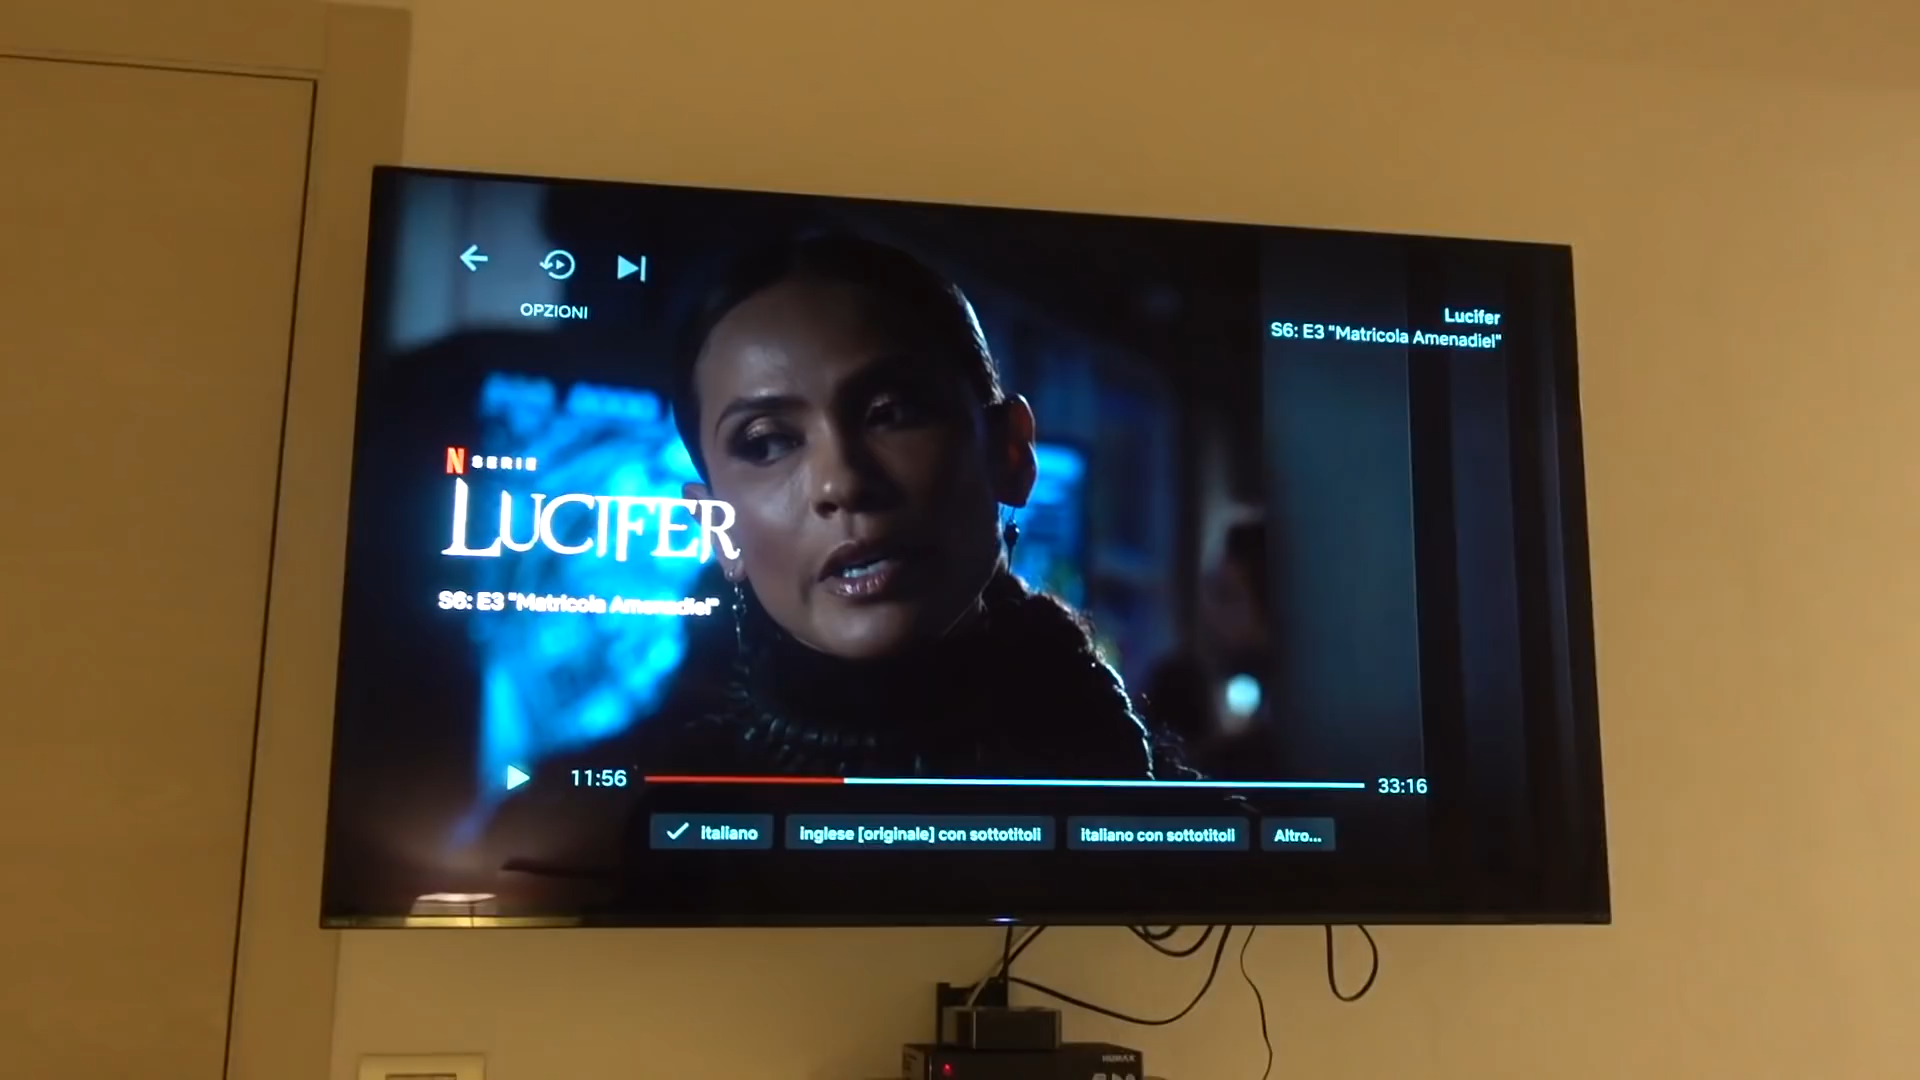 OPZIONI
Lucifer
S6: E3 "Matricola Amenadiel"
N SERIE
LUCIFER
S6: E3 "Matricola Amenadiel"
11:56
33:16
Italiano
Inglese [originale] con sottotitoli
Italiano con sottotitoli
Altro...
HUMAX